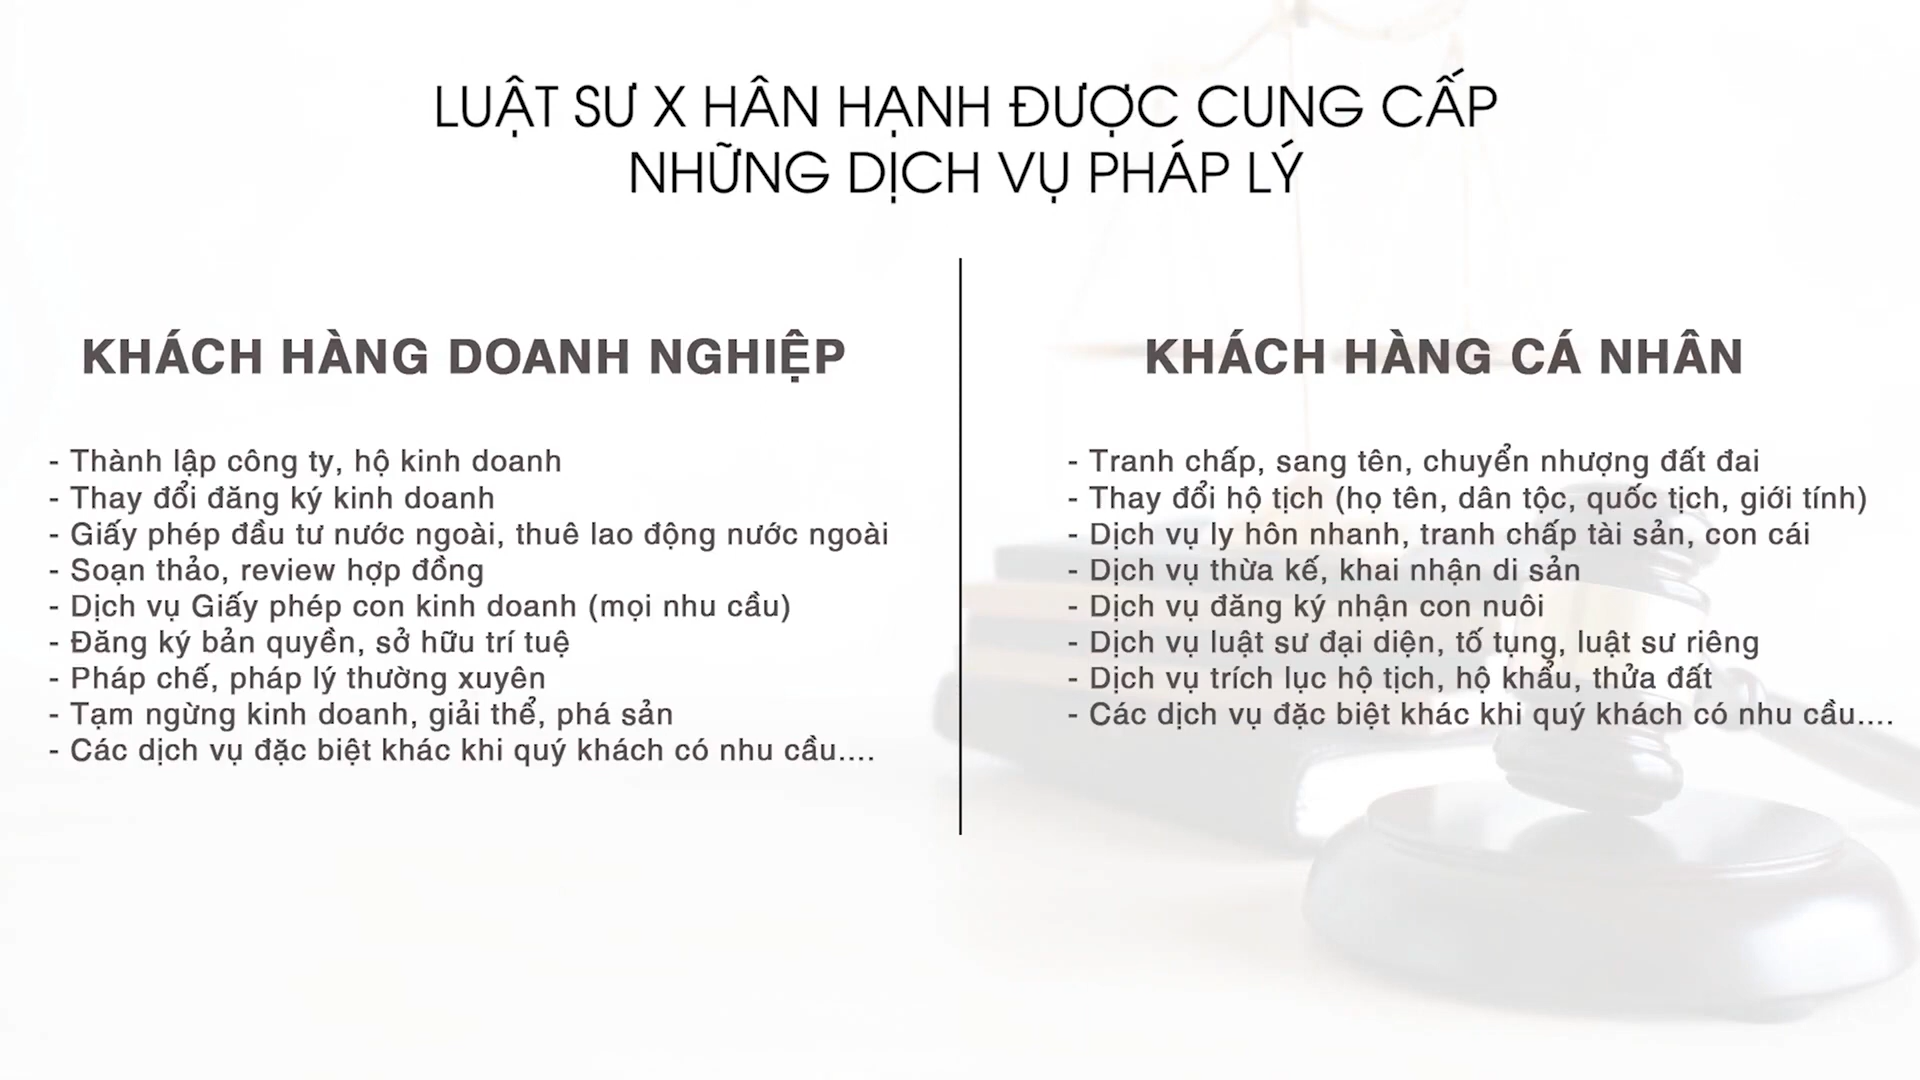 LUẬT SƯ X HÂN HẠNH ĐƯỢC CUNG CẤP
NHỮNG DỊCH VỤ PHÁP LÝ
KHÁCH HÀNG DOANH NGHIỆP
- Thành lập công ty, hộ kinh doanh
- Thay đổi đăng ký kinh doanh
- Giấy phép đầu tư nước ngoài, thuê lao động nước ngoài
- Soạn thảo, review hợp đồng
- Dịch vụ Giấy phép con kinh doanh (mọi nhu cầu)
- Đăng ký bản quyền, sở hữu trí tuệ
- Pháp chế, pháp lý thường xuyên
- Tạm ngừng kinh doanh, giải thể, phá sản
- Các dịch vụ đặc biệt khác khi quý khách có nhu cầu....
KHÁCH HÀNG CÁ NHÂN
- Tranh chấp, sang tên, chuyển nhượng đất đai
- Thay đổi hộ tịch (họ tên, dân tộc, quốc tịch, giới tính)
- Dịch vụ ly hôn nhanh, tranh chấp tài sản, con cái
- Dịch vụ thừa kế, khai nhận di sản
- Dịch vụ đăng ký nhận con nuôi
- Dịch vụ luật sư đại diện, tố tụng, luật sư riêng
- Dịch vụ trích lục hộ tịch, hộ khẩu, thửa đất
- Các dịch vụ đặc biệt khác khi quý khách có nhu cầu....